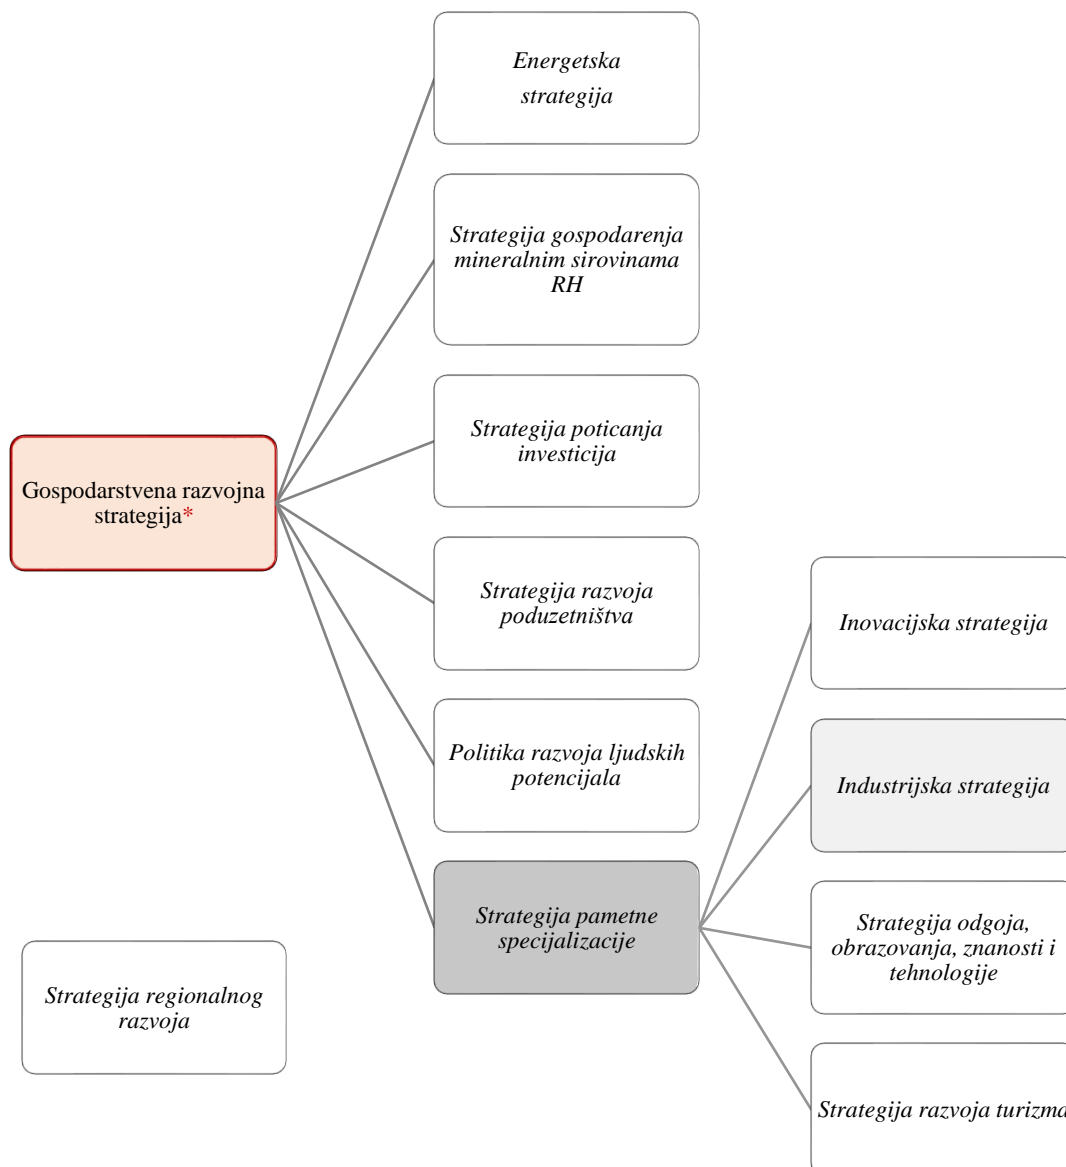 Energetska
strategija
Strategija gospodarenja
mineralnim sirovinama
RH
Strategija poticanja
investicija
Gospodarstvena razvojna
strategija*
Strategija razvoja
poduzetništva
Inovacijska strategija
Politika razvoja ljudskih
potencijala
Industrijska strategija
Strategija pametne
specijalizacije
Strategija odgoja,
obrazovanja, znanosti i
tehnologije
Strategija regionalnog
razvoja
Strategija razvoja turizma